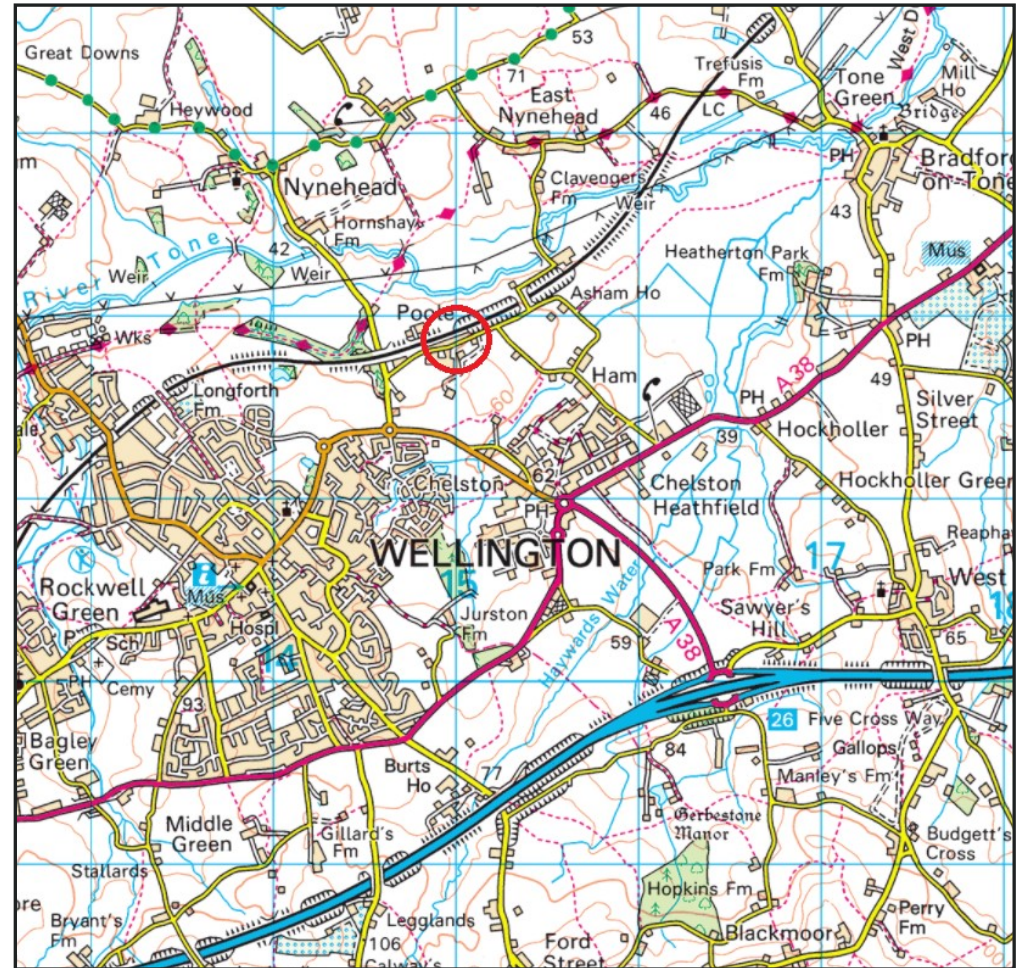 Great Downs
53
71
Trefusis
Fm
West D
Tone
Green
Mill
Ho
Heywood
East
Nynehead
46
LC
Bridge
PH
Bradford
on-Tone
Nynehead
Clavengers
Fm
Weir
43
Hornshay
Fm
42
Weir
Weir
River Tone
Heatherton Park
Fm
Mus
Asham Ho
Poole
Wks
PH
Longforth
Fm
Ham
A 38
PH
49
60
Silver
Street
39
Hockholler
Chelston
62
Chelston
Heathfield
Hockholler Green
PH
WELLINGTON
17
Reapha
15
Park Fm
West
Rockwell
Green
Mus
Haywards Water
Sawyer's
Hill
18
Jurston
Fm
Hospl
Sch
59
A 38
65
14
PH
Cemy
93
26
Five Cross Way
Bagley
Green
84
Gallops
Burts
Ho
77
Manley's Fm
Gerbestone
Manor
Middle
Green
Gillard's
Fm
Budgett's
Cross
Stallards
Hopkins Fm
Bryant's
Fm
Legglands
106
Perry
Fm
Blackmoor
Ford
Street
Calway's